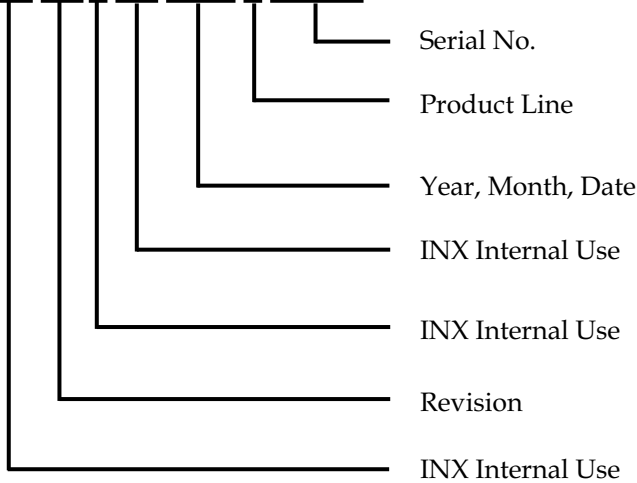 Serial No.
Product Line
Year, Month, Date
INX Internal Use
INX Internal Use
Revision
INX Internal Use